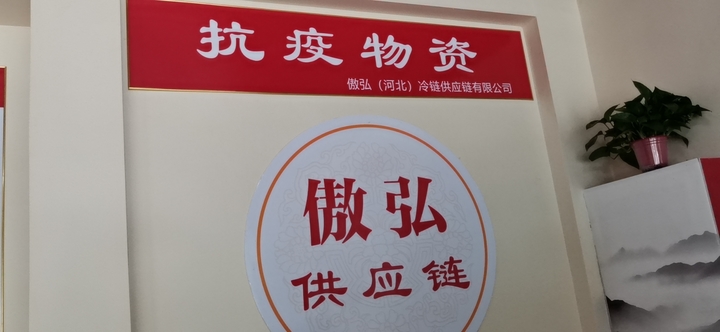 抗疫物资
傲弘（河北）冷链供应链有限公司
傲弘
供应链